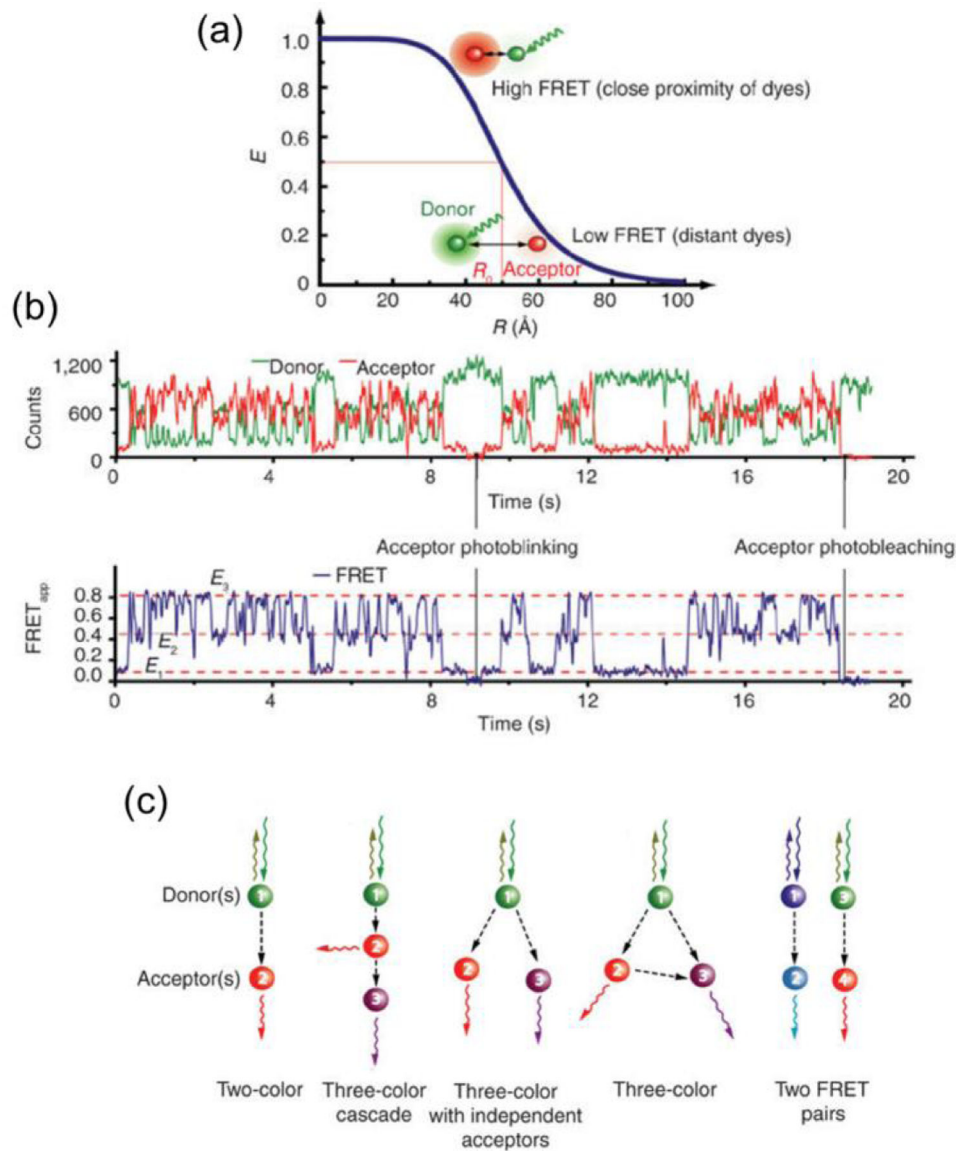 (a)
1.0
0.8
0.6
0.4
0.2
0
E
High FRET (close proximity of dyes)
Donor
Low FRET (distant dyes)
R0 Acceptor
0 20 40 60 80 100
R (Å)
(b)
1,200
600
0
Counts
Donor Acceptor
0 4 8 12 16 20
Time (s)
Acceptor photoblinking Acceptor photobleaching
FRET
E3
E2
E1
0.8
0.6
0.4
0.2
0.0
FRETapp
0 4 8 12 16 20
Time (s)
(c)
Donor(s) 1 1 1 1 1 3
2
Acceptor(s) 2 3 2 3 2 3 2 4
Two-color
Three-color
cascade
Three-color
with independent
acceptors
Three-color
Two FRET
pairs